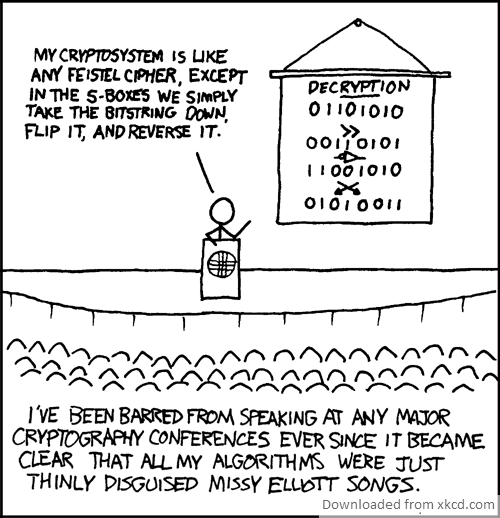 MY CRYPTOSYSTEM IS LIKE
ANY FEISTEL CIPHER, EXCEPT
IN THE S-BOXES WE SIMPLY
TAKE THE BITSTRING DOWN,
FLIP IT, AND REVERSE IT.
DECRYPTION
01101010
00110101
11001010
01010011
I'VE BEEN BARRED FROM SPEAKING AT ANY MAJOR
CRYPTOGRAPHY CONFERENCES EVER SINCE IT BECAME
CLEAR THAT ALL MY ALGORITHMS WERE JUST
THINLY DISGUISED MISSY ELLIOTT SONGS.
Downloaded from xkcd.com